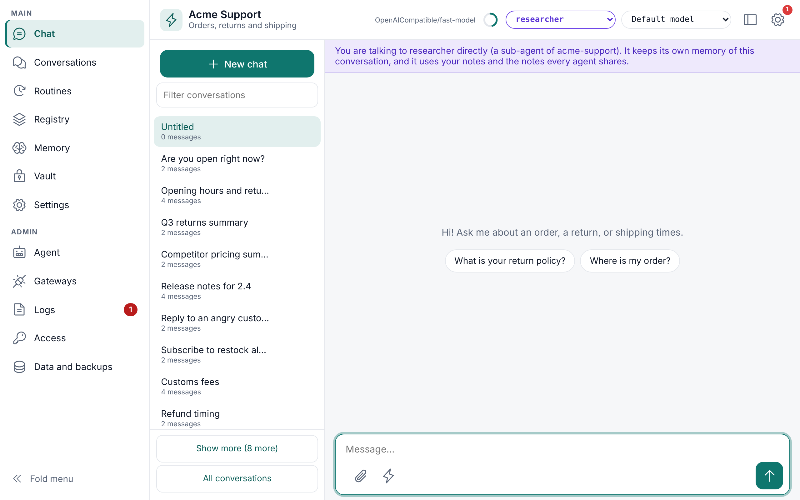 MAIN
Chat
Conversations
Routines
Registry
Memory
Vault
Settings
ADMIN
Agent
Gateways
Logs
1
Access
Data and backups
Fold menu
Acme Support
Orders, returns and shipping
OpenAICompatible/fast-model
researcher
Default model
1
New chat
Filter conversations
Untitled
0 messages
Are you open right now?
2 messages
Opening hours and retu...
4 messages
Q3 returns summary
2 messages
Competitor pricing sum...
2 messages
Release notes for 2.4
4 messages
Reply to an angry custo...
2 messages
Subscribe to restock al...
2 messages
Customs fees
4 messages
Refund timing
2 messages
Show more (8 more)
All conversations
You are talking to researcher directly (a sub-agent of acme-support). It keeps its own memory of this
conversation, and it uses your notes and the notes every agent shares.
Hi! Ask me about an order, a return, or shipping times.
What is your return policy?
Where is my order?
Message...